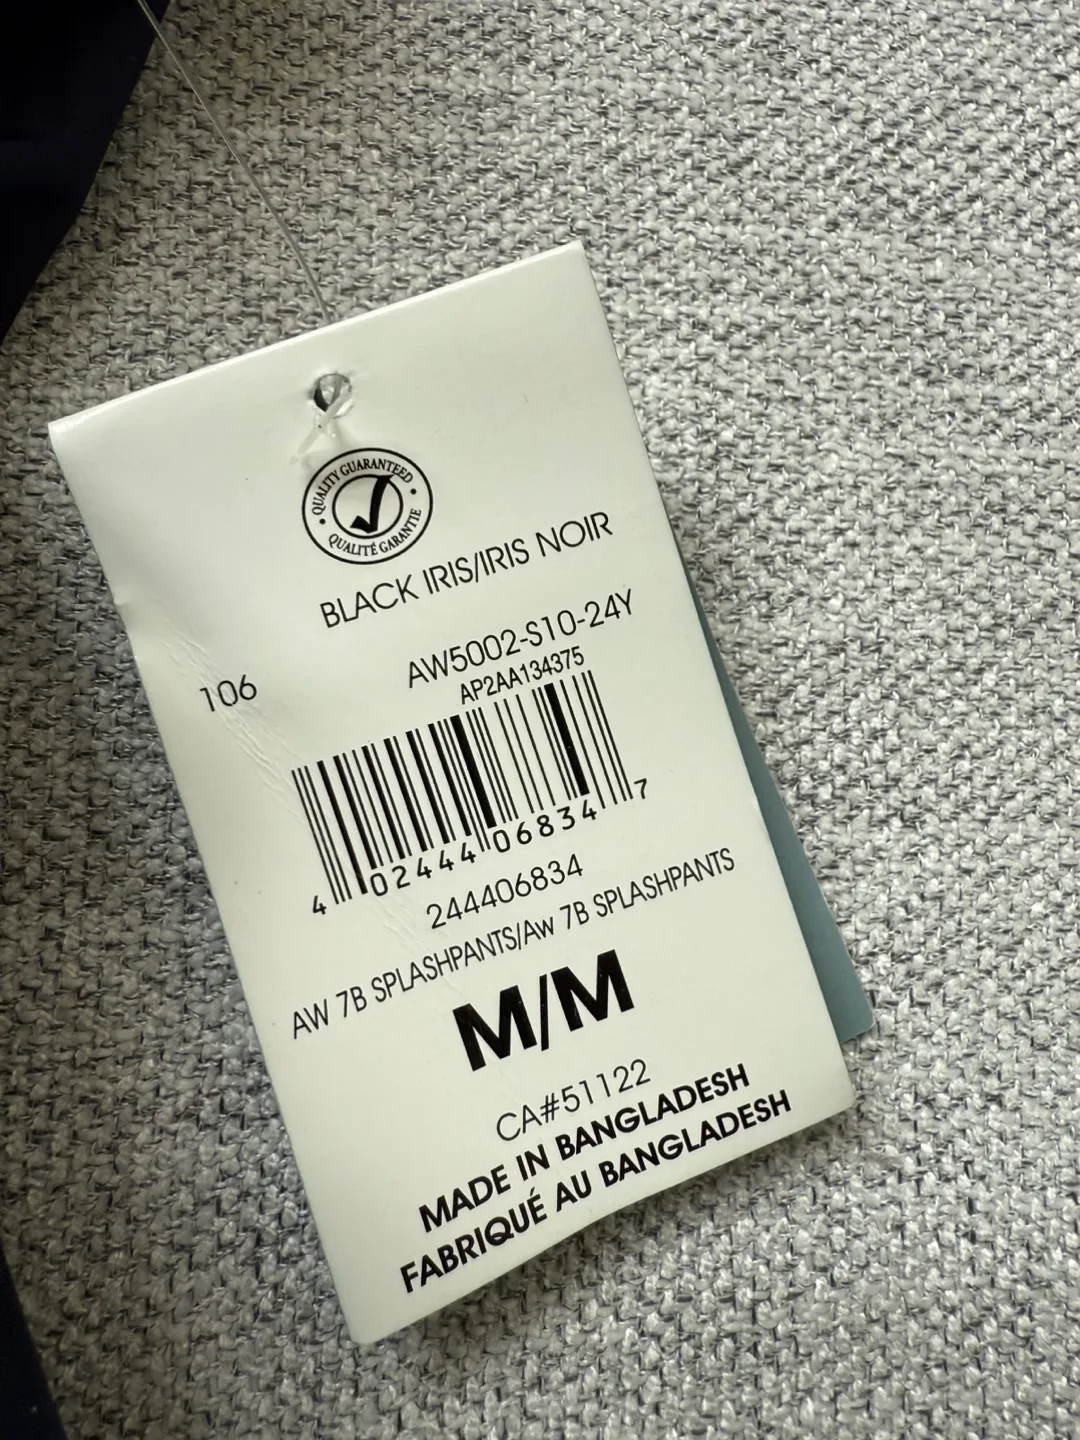 QUALITY GUARANTEED
QUALITÉ GARANTIE
BLACK IRIS/IRIS NOIR
106
AW5002-S10-24Y
AP2AA134375
4 02444 06834 7
244406834
AW 7B SPLASHPANTS/Aw 7B SPLASHPANTS
M/M
CA#51122
MADE IN BANGLADESH
FABRIQUÉ AU BANGLADESH